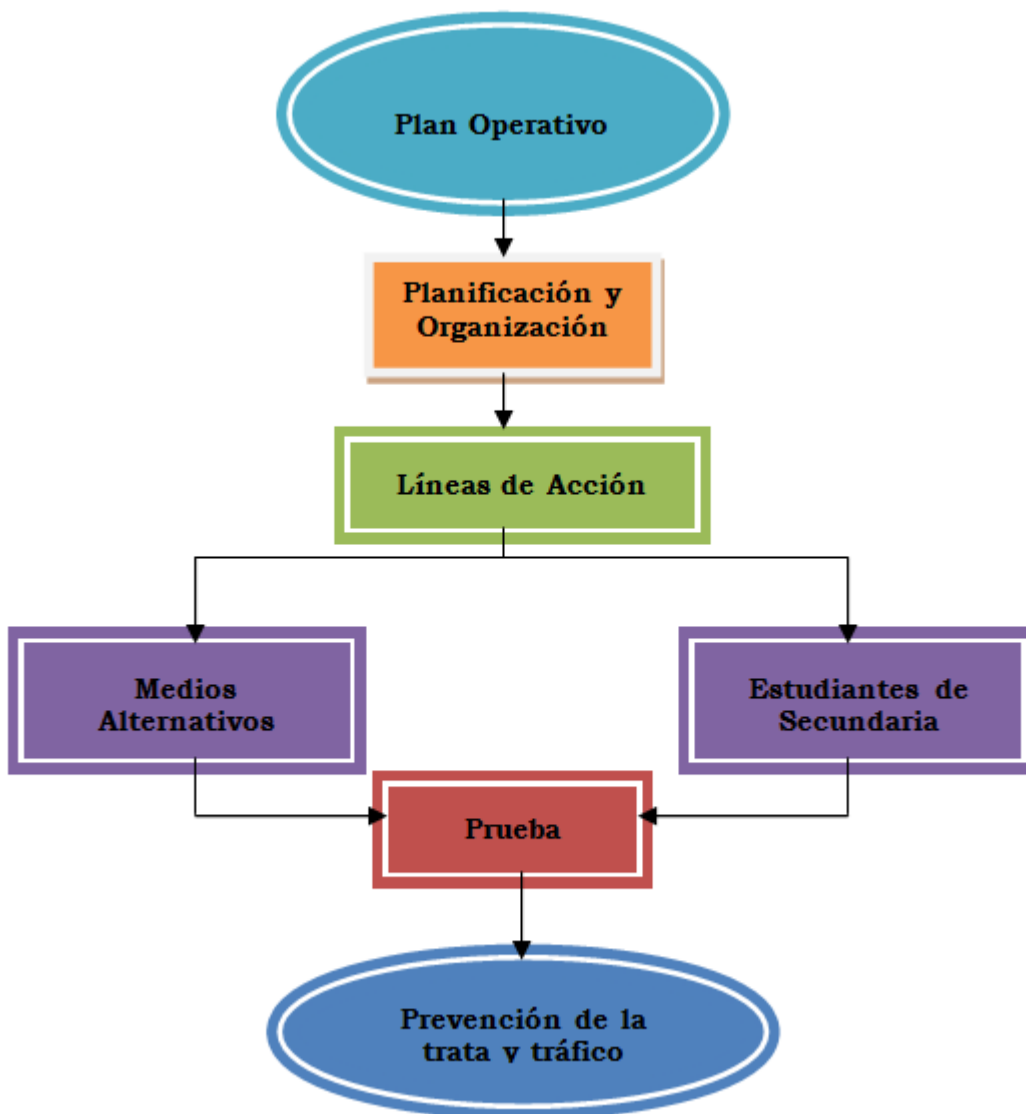 Plan Operativo
Planificación y
Organización
Líneas de Acción
Medios
Alternativos
Estudiantes de
Secundaria
Prueba
Prevención de la
trata y tráfico